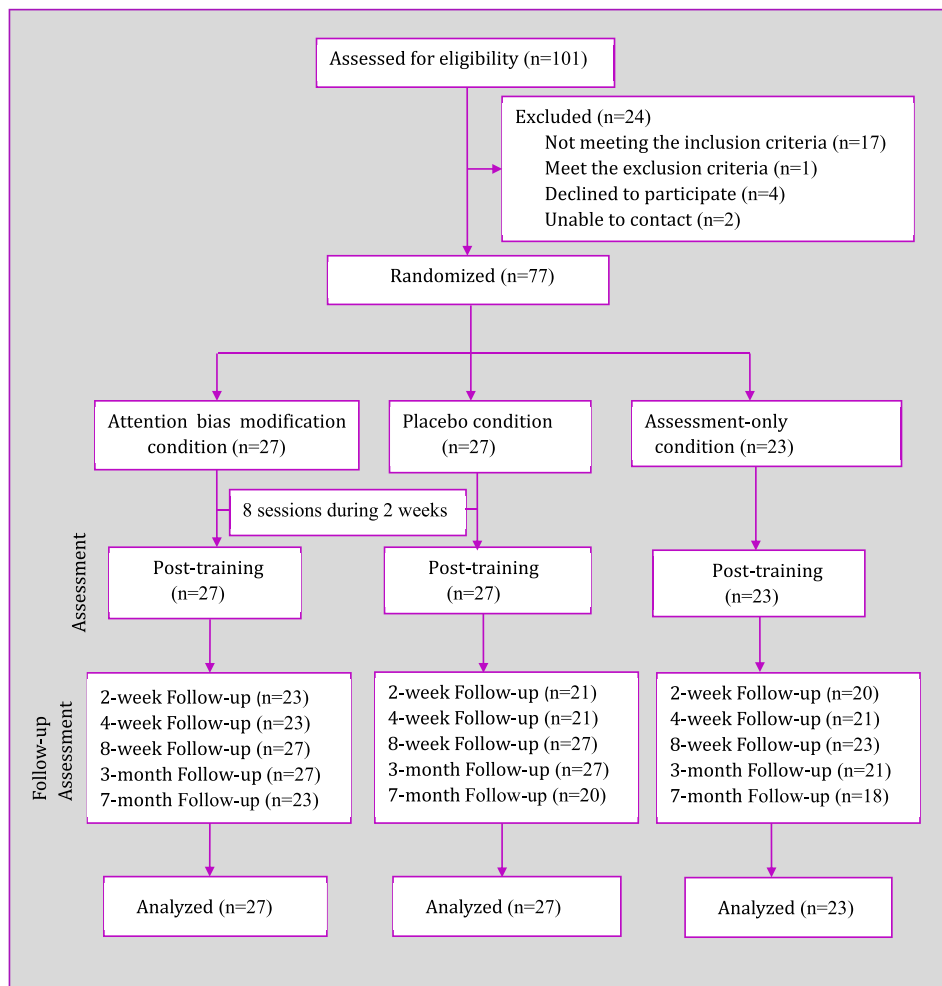 Assessed for eligibility (n=101)
Excluded (n=24)
Not meeting the inclusion criteria (n=17)
Meet the exclusion criteria (n=1)
Declined to participate (n=4)
Unable to contact (n=2)
Randomized (n=77)
Attention bias modification
condition (n=27)
Placebo condition
(n=27)
Assessment-only
condition (n=23)
8 sessions during 2 weeks
Assessment
Post-training
(n=27)
Post-training
(n=27)
Post-training
(n=23)
Follow-up
Assessment
2-week Follow-up (n=23)
4-week Follow-up (n=23)
8-week Follow-up (n=27)
3-month Follow-up (n=27)
7-month Follow-up (n=23)
2-week Follow-up (n=21)
4-week Follow-up (n=21)
8-week Follow-up (n=27)
3-month Follow-up (n=27)
7-month Follow-up (n=20)
2-week Follow-up (n=20)
4-week Follow-up (n=21)
8-week Follow-up (n=23)
3-month Follow-up (n=21)
7-month Follow-up (n=18)
Analyzed (n=27)
Analyzed (n=27)
Analyzed (n=23)